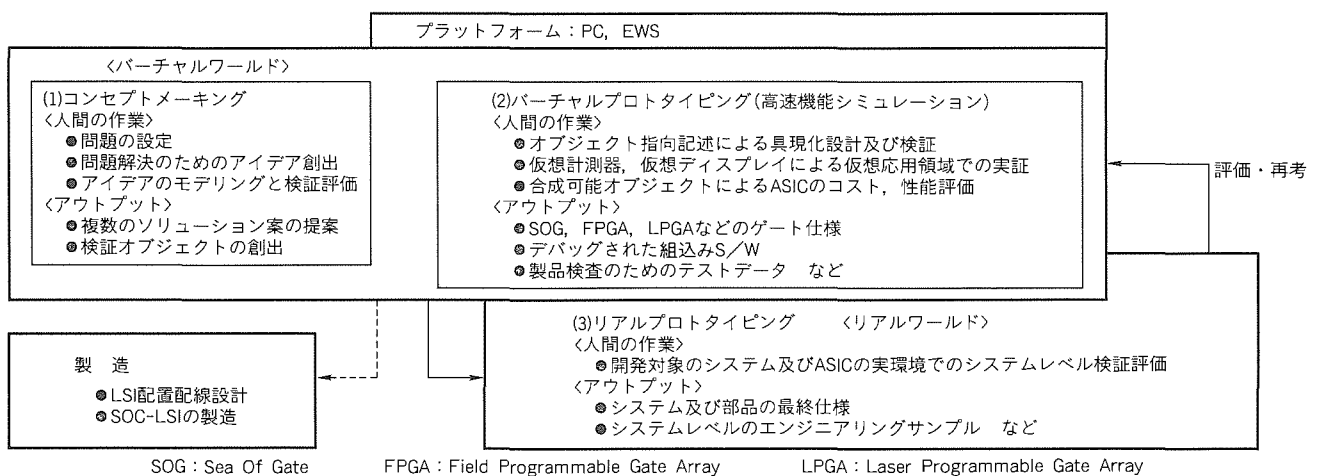 プラットフォーム：PC, EWS
〈バーチャルワールド〉
(1)コンセプトメーキング
〈人間の作業〉
●問題の設定
●問題解決のためのアイデア創出
●アイデアのモデリングと検証評価
〈アウトプット〉
●複数のソリューション案の提案
●検証オブジェクトの創出
(2)バーチャルプロトタイピング(高速機能シミュレーション)
〈人間の作業〉
●オブジェクト指向記述による具現化設計及び検証
●仮想計測器，仮想ディスプレイによる仮想応用領域での実証
●合成可能オブジェクトによるASICのコスト，性能評価
〈アウトプット〉
●SOG，FPGA，LPGAなどのゲート仕様
●デバッグされた組込みS／W
●製品検査のためのテストデータ　など
評価・再考
(3)リアルプロトタイピング　〈リアルワールド〉
〈人間の作業〉
●開発対象のシステム及びASICの実環境でのシステムレベル検証評価
〈アウトプット〉
●システム及び部品の最終仕様
●システムレベルのエンジニアリングサンプル　など
製　造
●LSI配置配線設計
●SOC-LSIの製造
SOG：Sea Of Gate　FPGA：Field Programmable Gate Array　LPGA：Laser Programmable Gate Array